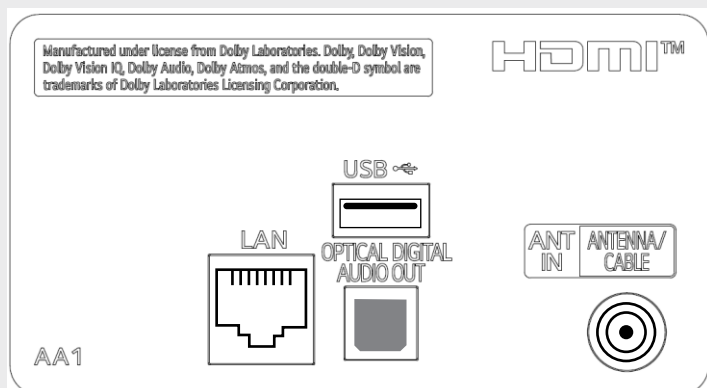 Manufactured under license from Dolby Laboratories. Dolby, Dolby Vision,
Dolby Vision IQ, Dolby Audio, Dolby Atmos, and the double-D symbol are
trademarks of Dolby Laboratories Licensing Corporation.
HDMI™
USB
LAN
OPTICAL DIGITAL
AUDIO OUT
ANT
IN
ANTENNA/
CABLE
AA1